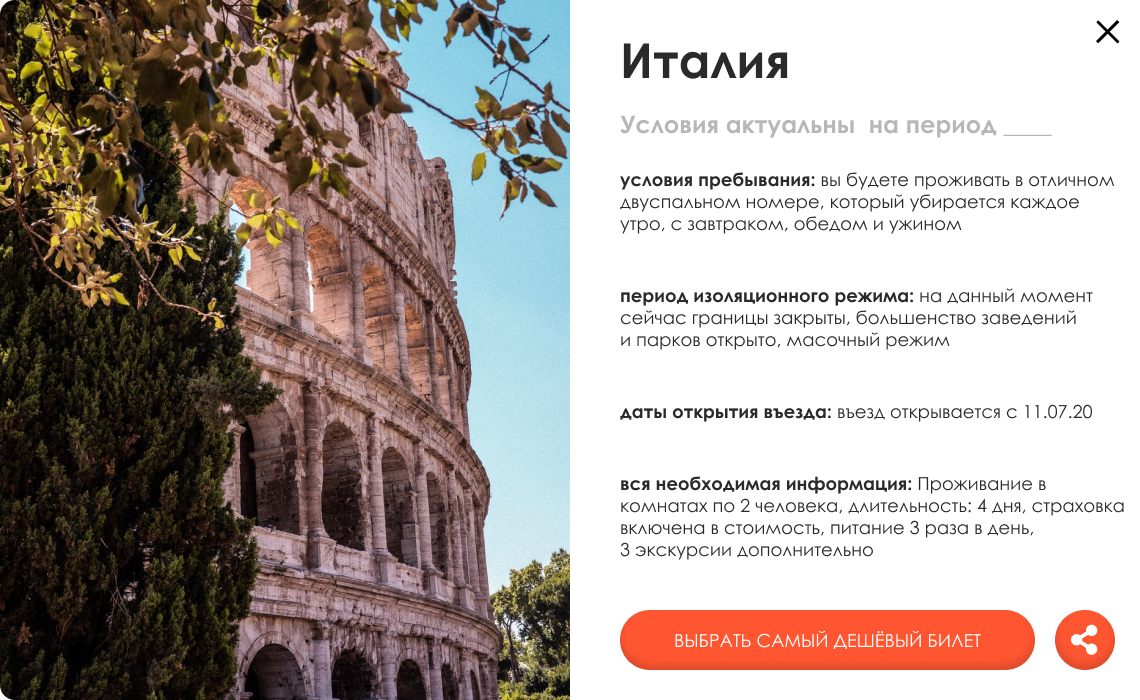 Италия
Условия актуальны на период ____
условия пребывания: вы будете проживать в отличном
двуспальном номере, который убирается каждое
утро, с завтраком, обедом и ужином
период изоляционного режима: на данный момент
сейчас границы закрыты, большенство заведений
и парков открыто, масочный режим
даты открытия въезда: въезд открывается с 11.07.20
вся необходимая информация: Проживание в
комнатах по 2 человека, длительность: 4 дня, страховка
включена в стоимость, питание 3 раза в день,
3 экскурсии дополнительно
ВЫБРАТЬ САМЫЙ ДЕШЁВЫЙ БИЛЕТ